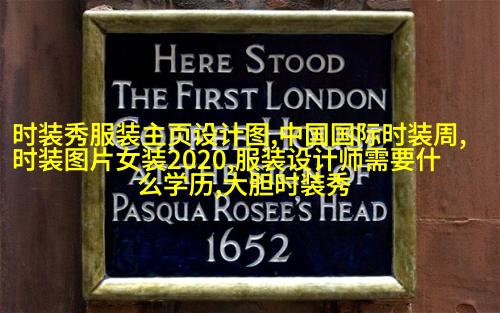 HERE STOOD
THE FIRST LONDON
时装秀服装主页设计图,中国国际时装周,
时装图片女装2020,服装设计师需要什
么学历,大胆时装秀
OF
PASQUA ROSEE'S HEAD
1652